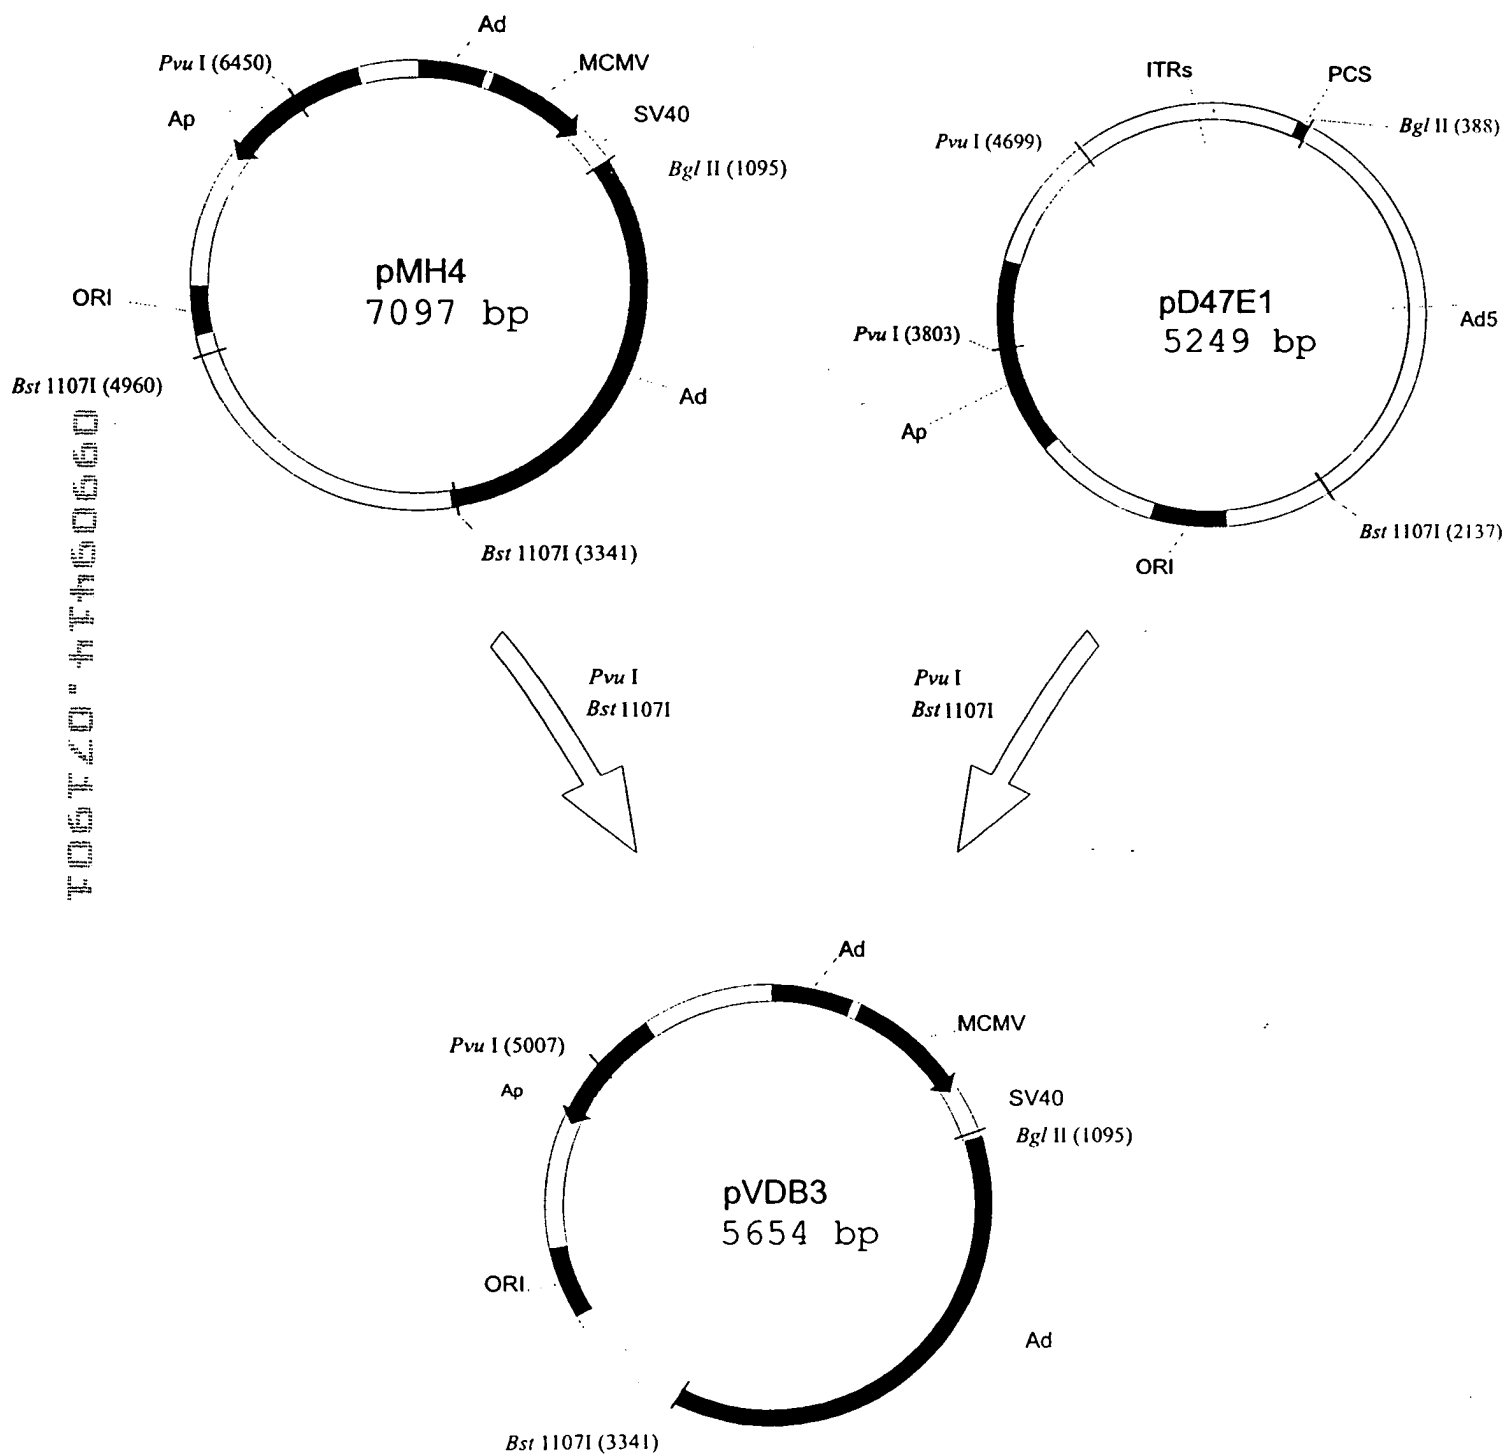 Ad
Pvu I (6450)
MCMV
Ap
SV40
Bgl II (1095)
pMH4
7097 bp
ORI
Bst 1107I (4960)
Ad
Bst 1107I (3341)
ITRs
PCS
Bgl II (388)
Pvu I (4699)
pD47E1
5249 bp
Ad5
Pvu I (3803)
Ap
Bst 1107I (2137)
ORI
Pvu I
Bst 1107I
Pvu I
Bst 1107I
Ad
MCMV
Pvu I (5007)
Ap
SV40
Bgl II (1095)
pVDB3
5654 bp
ORI
Ad
Bst 1107I (3341)